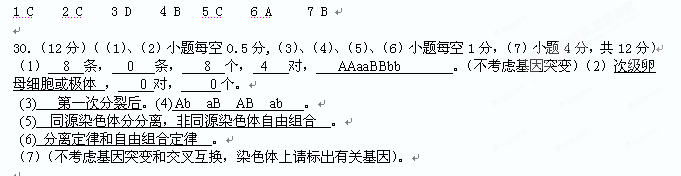 1 C 2 C 3 D 4 B 5 C 6 A 7 B
30.(12分)((1)、(2)小题每空0.5分,(3)、(4)、(5)、(6)小题每空1分,(7)小题4分,共12分)
(1) 8 条, 0 条, 8 个, 4 对, AAaaBBbb 。(不考虑基因突变)(2)次级卵
母细胞或极体 , 0 对, 0 个。
(3) 第一次分裂后。(4)Ab aB AB ab 。
(5) 同源染色体分分离,非同源染色体自由组合 。
(6) 分离定律和自由组合定律 。
(7)(不考虑基因突变和交叉互换,染色体上请标出有关基因)。